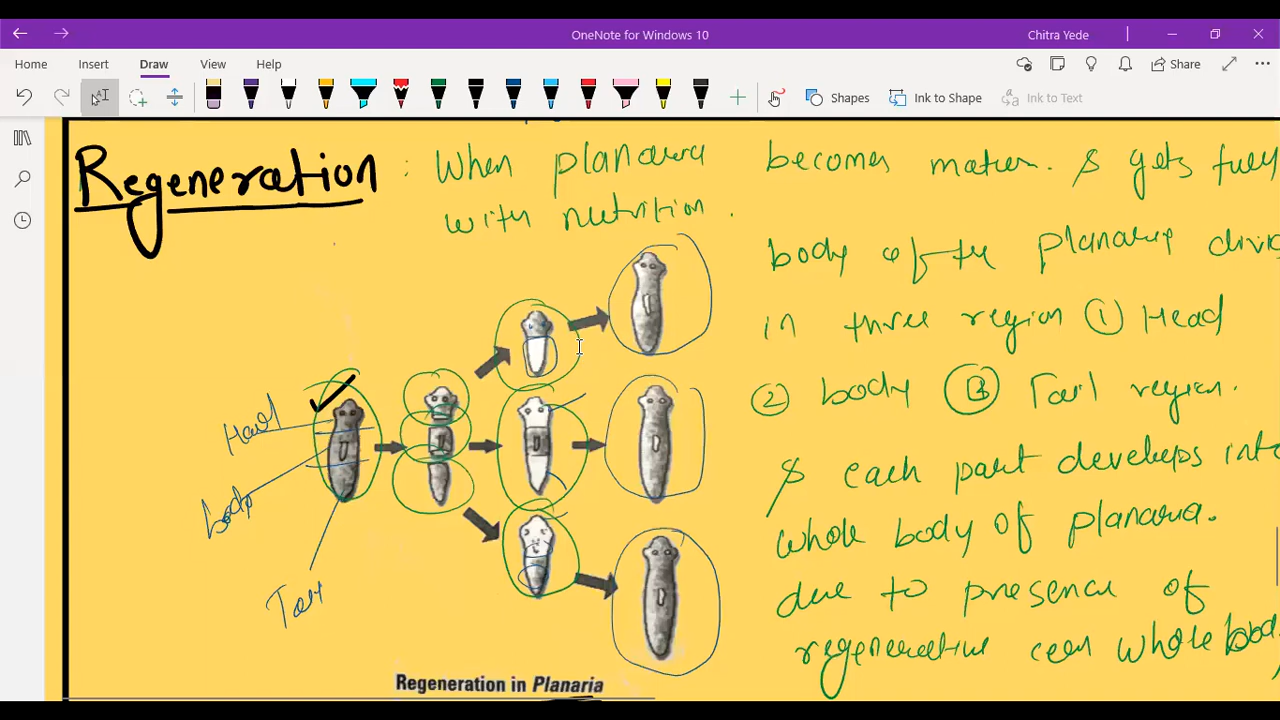 OneNote for Windows 10
Chitra Yede
Home Insert Draw View Help
Share
Shapes
Ink to Shape
Ink to Text
Regeneration : When planaria becomes matur. & gets fully
with nutrition.
body of the planaria divi
in three region ① Head
② body ③ Tail region.
& each part develops into
whole body of planaria.
due to presence of
regenerative cell whole body
Head
body
Tail
Regeneration in Planaria